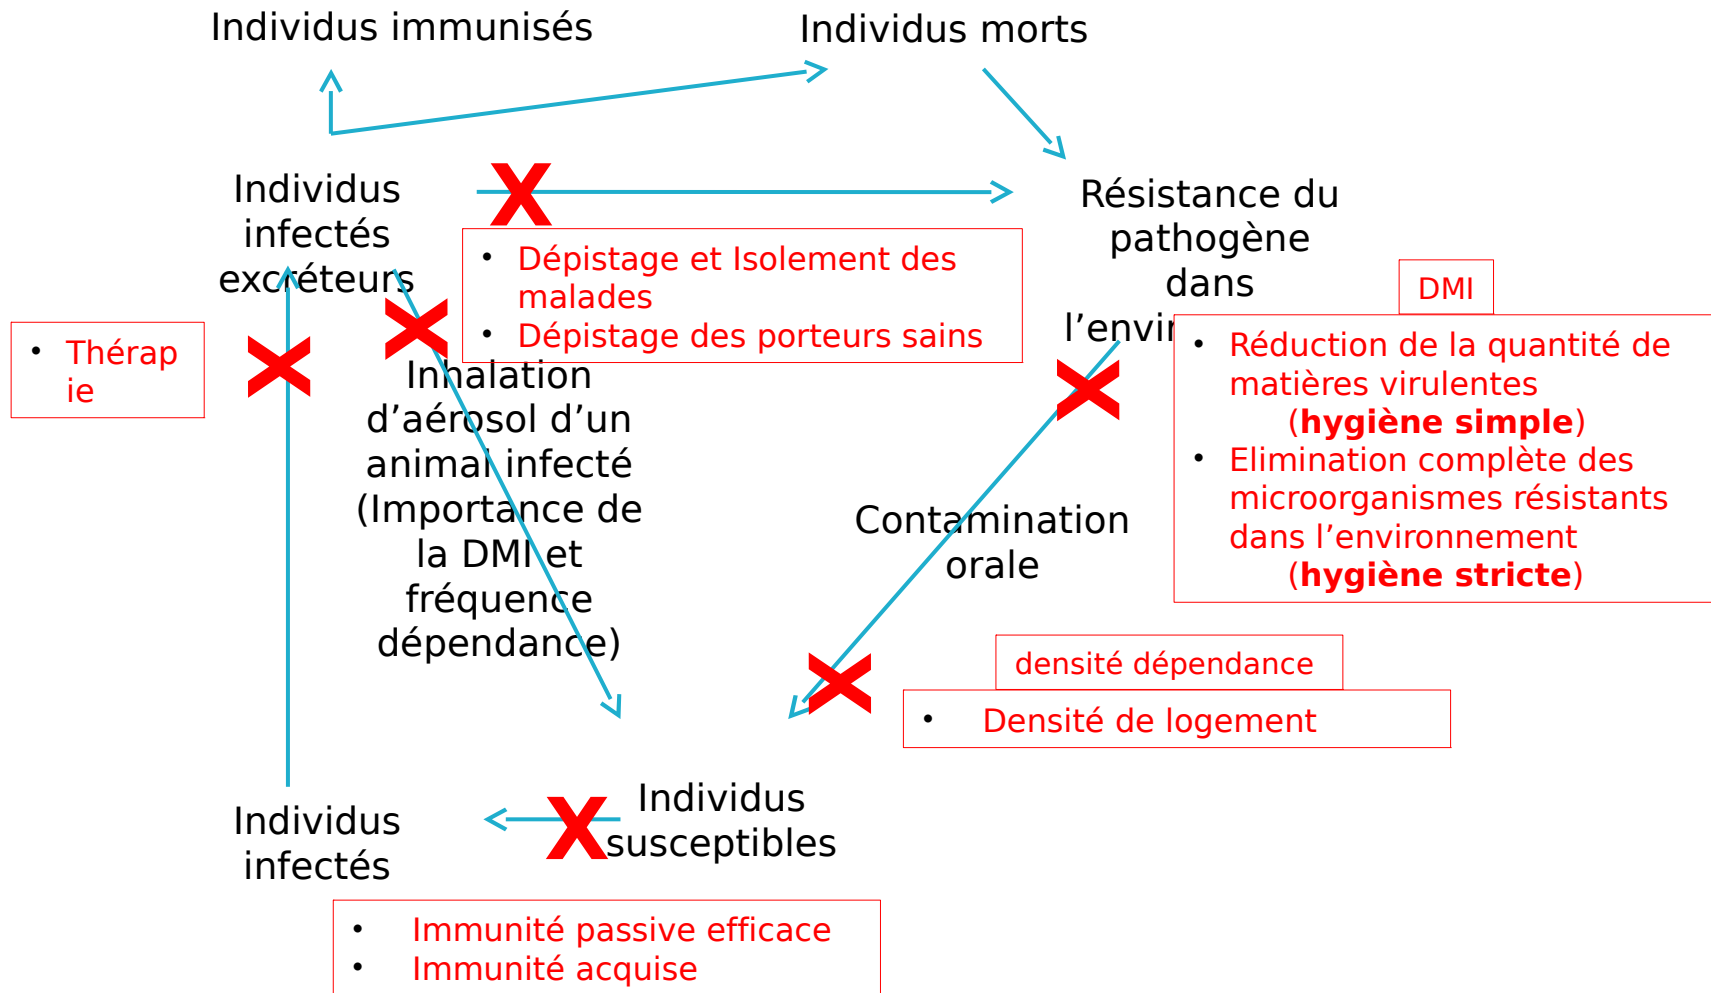 Individus immunisés
Individus morts
Individus
infectés
excréteurs
Résistance du
pathogène
dans
• Dépistage et Isolement des
malades
• Dépistage des porteurs sains
DMI
• Thérap
ie
• Réduction de la quantité de
matières virulentes
(hygiène simple)
• Elimination complète des
microorganismes résistants
dans l’environnement
(hygiène stricte)
Inhalation
d’aérosol d’un
animal infecté
(Importance de
la DMI et
fréquence
dépendance)
Contamination
orale
densité dépendance
• Densité de logement
Individus
susceptibles
Individus
infectés
• Immunité passive efficace
• Immunité acquise